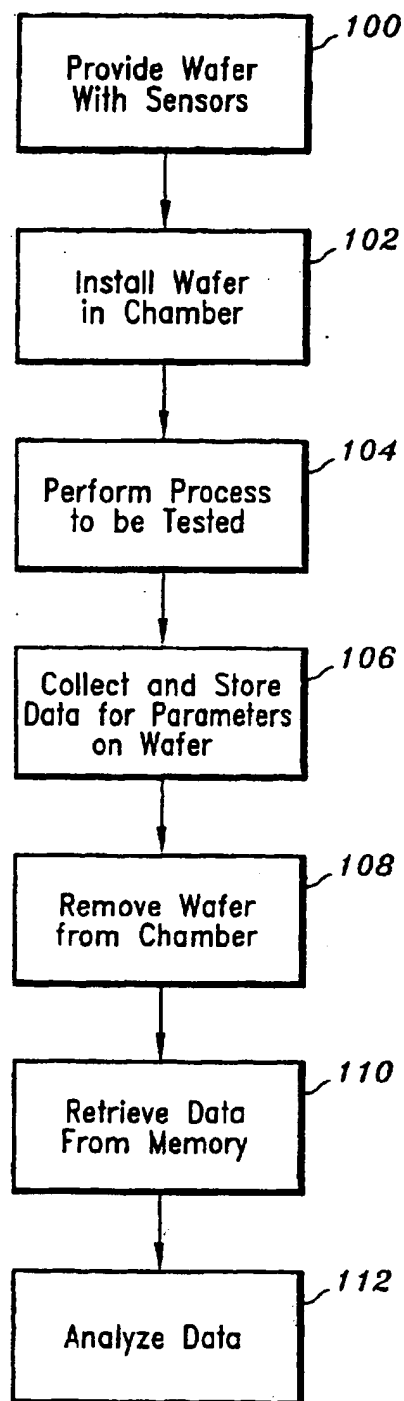 100
Provide Wafer
With Sensors
102
Install Wafer
in Chamber
104
Perform Process
to be Tested
106
Collect and Store
Data for Parameters
on Wafer
108
Remove Wafer
from Chamber
110
Retrieve Data
From Memory
112
Analyze Data